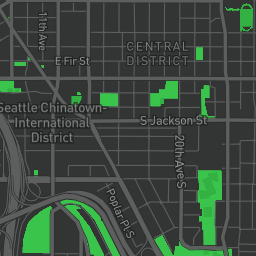 11th Ave
CENTRAL
DISTRICT
E Fir St
Seattle Chinatown-
International
District
S Jackson St
20th Ave S
Poplar Pl S